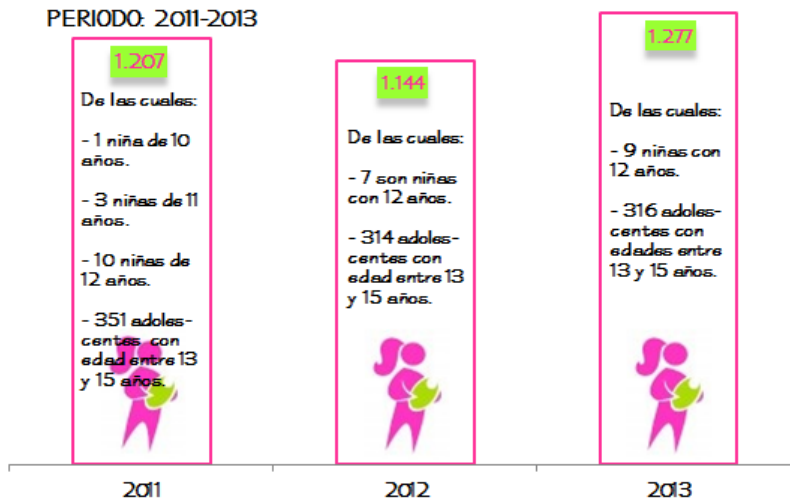 PERIODO: 2011-2013
1.207
De las cuales:
- 1 niña de 10
años.
- 3 niñas de 11
años.
- 10 niñas de
12 años.
- 351 adoles-
centes con
edad entre 13
y 15 años.
2011
1.144
De las cuales:
- 7 son niñas
con 12 años.
- 314 adoles-
centes con
edad entre 13
y 15 años.
2012
1.277
De las cuales:
- 9 niñas con
12 años.
- 316 adoles-
centes con
edades entre
13 y 15 años.
2013